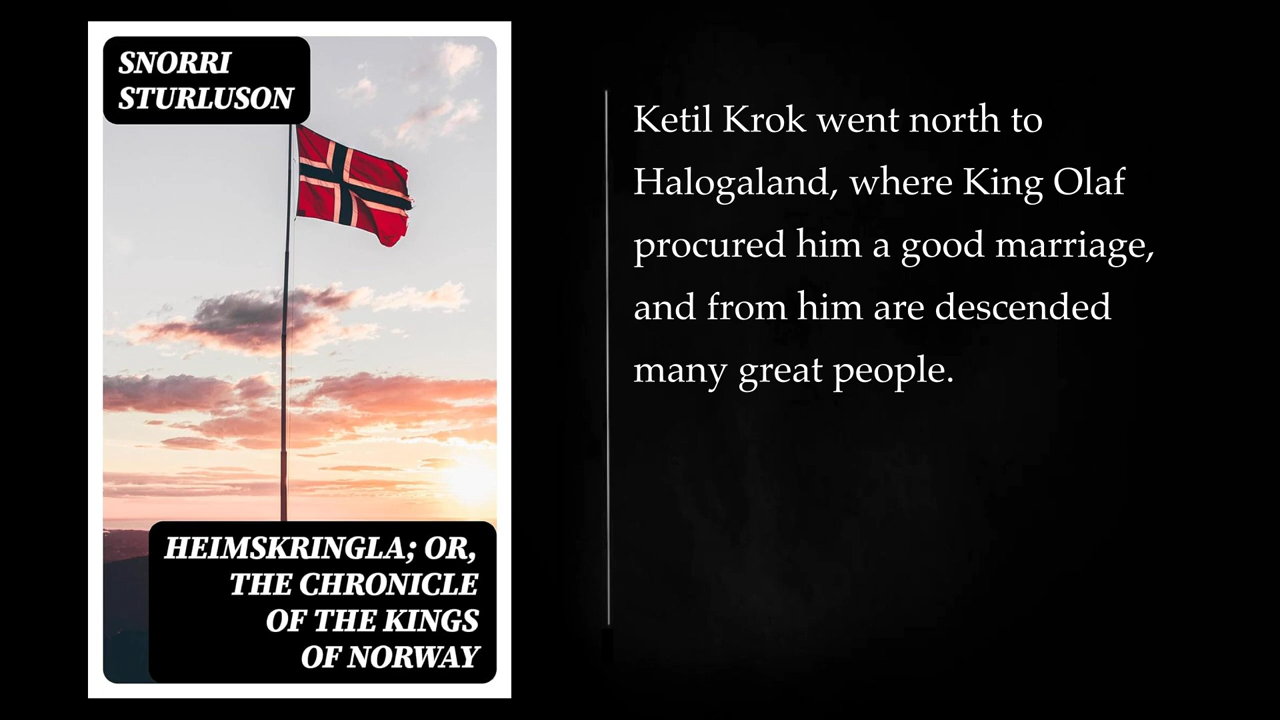 SNORRI
STURLUSON
HEIMSKRINGLA; OR,
THE CHRONICLE
OF THE KINGS
OF NORWAY
Ketil Krok went north to
Halogaland, where King Olaf
procured him a good marriage,
and from him are descended
many great people.